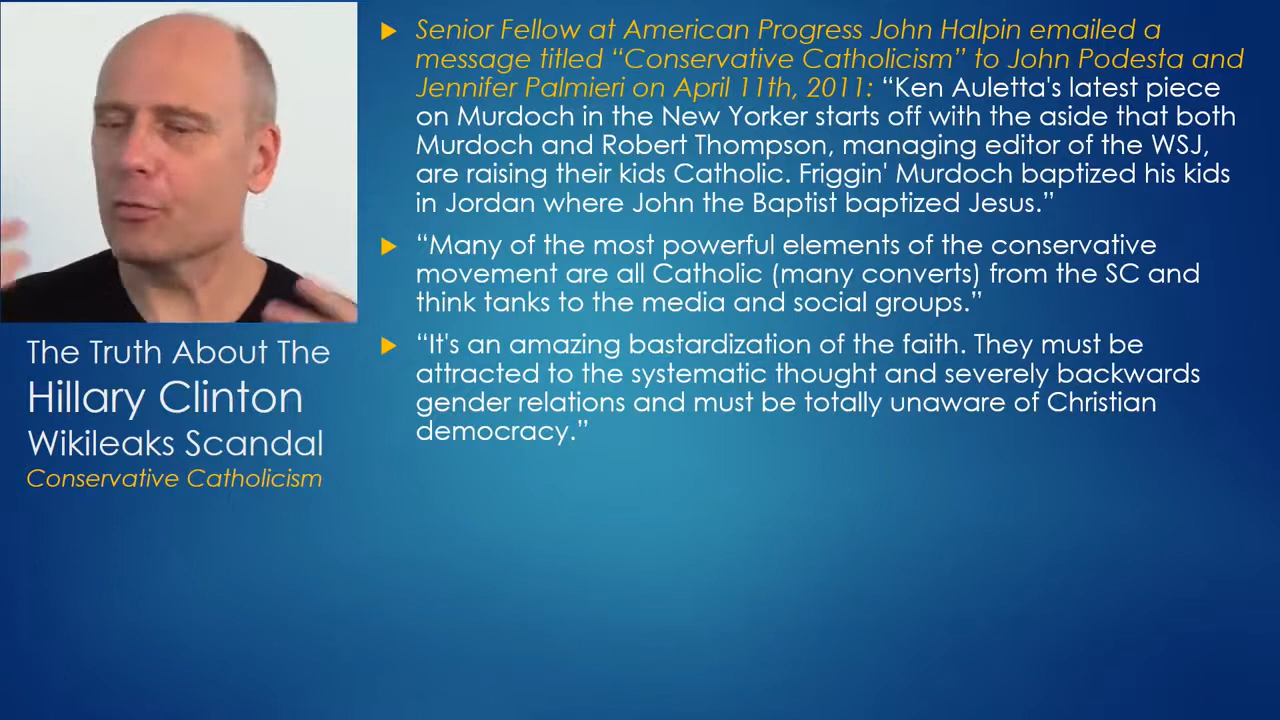 Senior Fellow at American Progress John Halpin emailed a
message titled “Conservative Catholicism” to John Podesta and
Jennifer Palmieri on April 11th, 2011: “Ken Auletta's latest piece
on Murdoch in the New Yorker starts off with the aside that both
Murdoch and Robert Thompson, managing editor of the WSJ,
are raising their kids Catholic. Friggin' Murdoch baptized his kids
in Jordan where John the Baptist baptized Jesus.”
“Many of the most powerful elements of the conservative
movement are all Catholic (many converts) from the SC and
think tanks to the media and social groups.”
“It's an amazing bastardization of the faith. They must be
attracted to the systematic thought and severely backwards
gender relations and must be totally unaware of Christian
democracy.”
The Truth About The
Hillary Clinton
Wikileaks Scandal
Conservative Catholicism